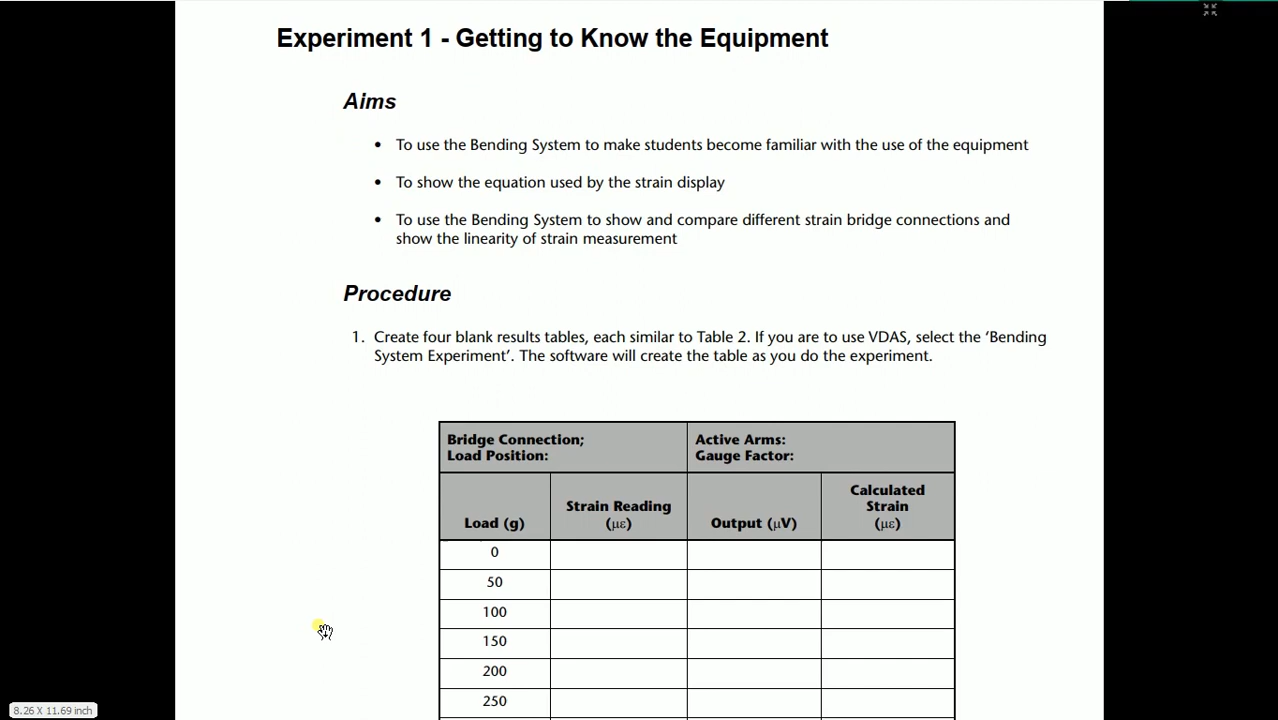 Experiment 1 - Getting to Know the Equipment
Aims
• To use the Bending System to make students become familiar with the use of the equipment
• To show the equation used by the strain display
• To use the Bending System to show and compare different strain bridge connections and
show the linearity of strain measurement
Procedure
1. Create four blank results tables, each similar to Table 2. If you are to use VDAS, select the ‘Bending
System Experiment’. The software will create the table as you do the experiment.
Bridge Connection;
Load Position:
Active Arms:
Gauge Factor:
Load (g)
Strain Reading
(με)
Output (μV)
Calculated
Strain
(με)
0
50
100
150
200
250
8.26 X 11.69 inch